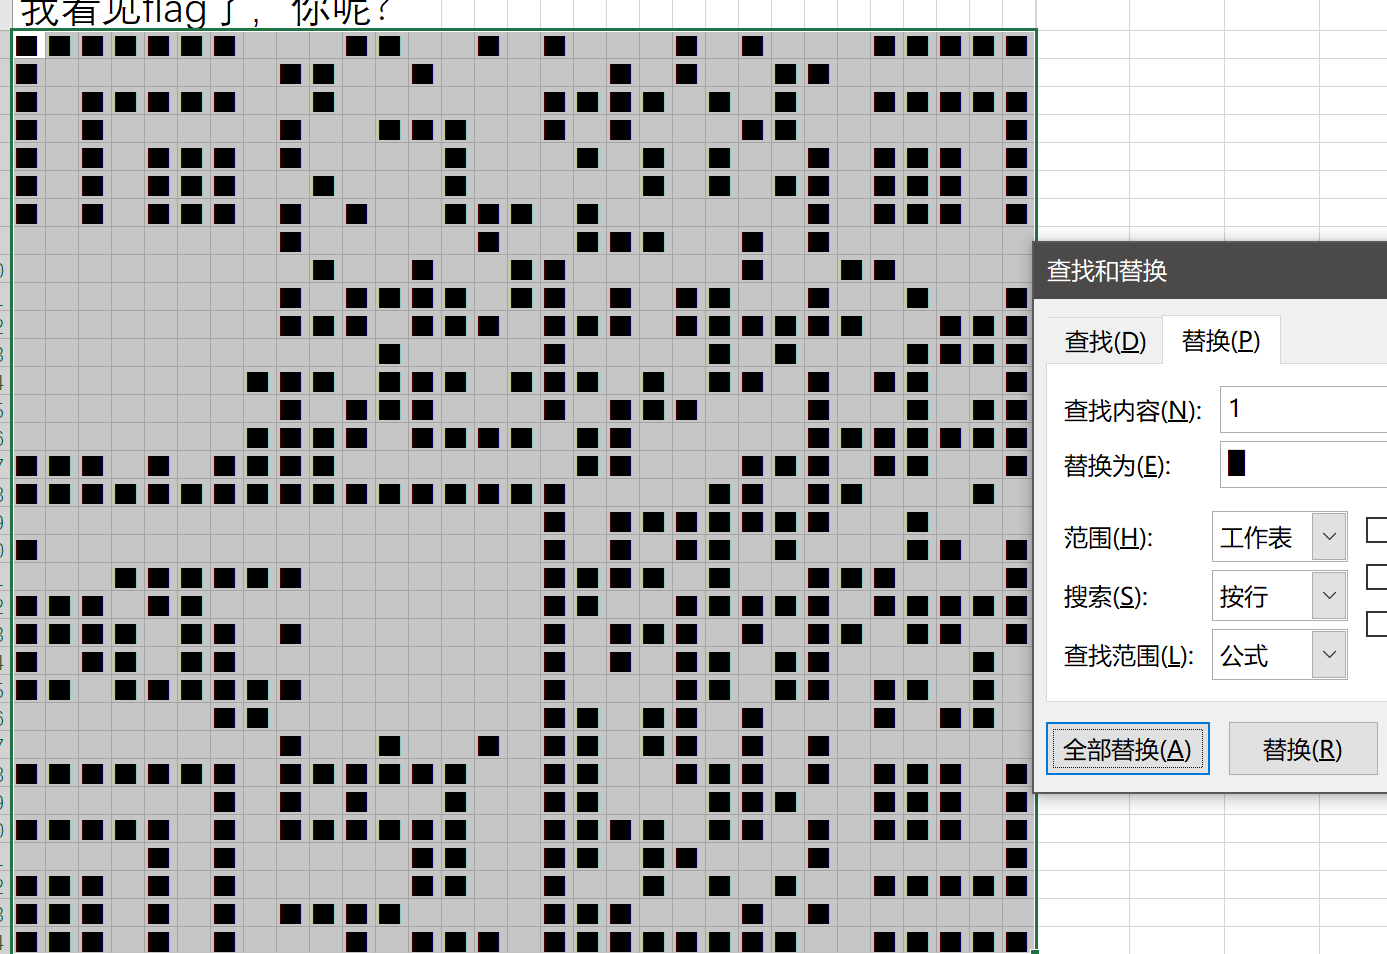 我看见flag了，你呢？
查找和替换
查找(D)
替换(P)
查找内容(N):
1
替换为(E):
█
范围(H):
工作表
搜索(S):
按行
查找范围(L):
公式
全部替换(A)
替换(R)